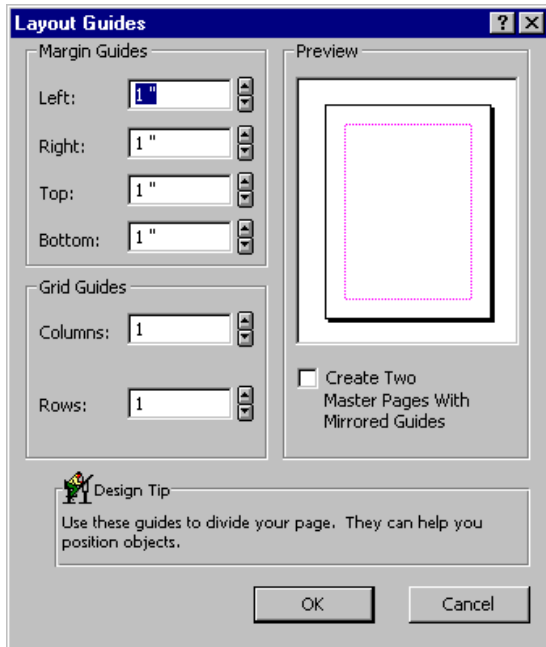 Layout Guides
Margin Guides
Left: 1 "
Right: 1 "
Top: 1 "
Bottom: 1 "
Grid Guides
Columns: 1
Rows: 1
Preview
Create Two
Master Pages With
Mirrored Guides
Design Tip
Use these guides to divide your page. They can help you
position objects.
OK
Cancel